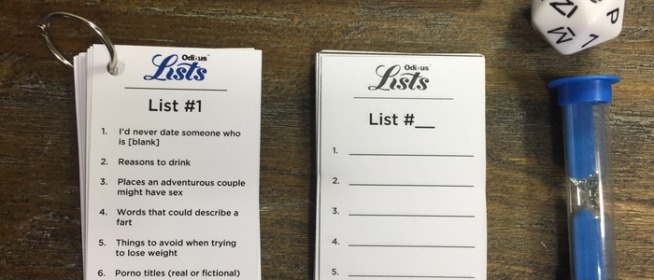 Odious
Lists
List #1
1. I'd never date someone who
is [blank]
2. Reasons to drink
3. Places an adventurous couple
might have sex
4. Words that could describe a
fart
5. Things to avoid when trying
to lose weight
6. Porno titles (real or fictional)
Odious
Lists
List #__
1.
2.
3.
4.
5.
P
Z
M